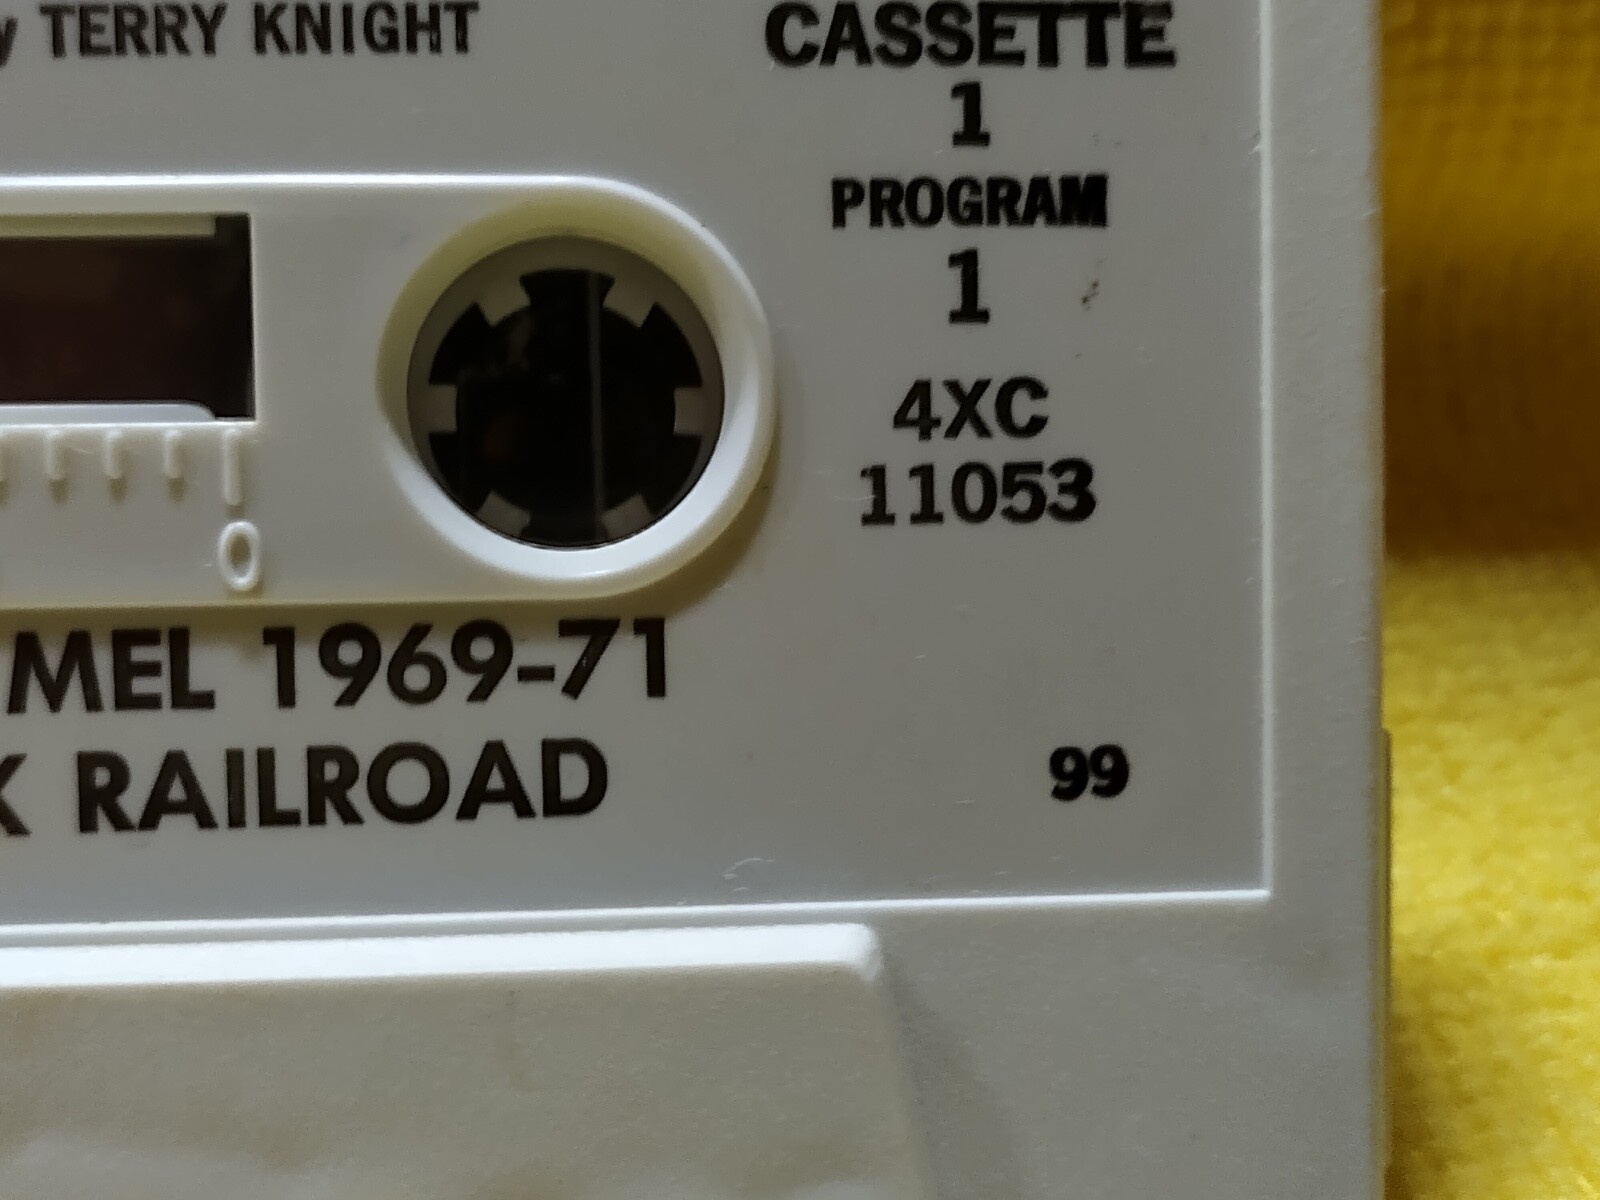 y TERRY KNIGHT
CASSETTE
1
PROGRAM
1
4XC
11053
0
MEL 1969-71
K RAILROAD
99